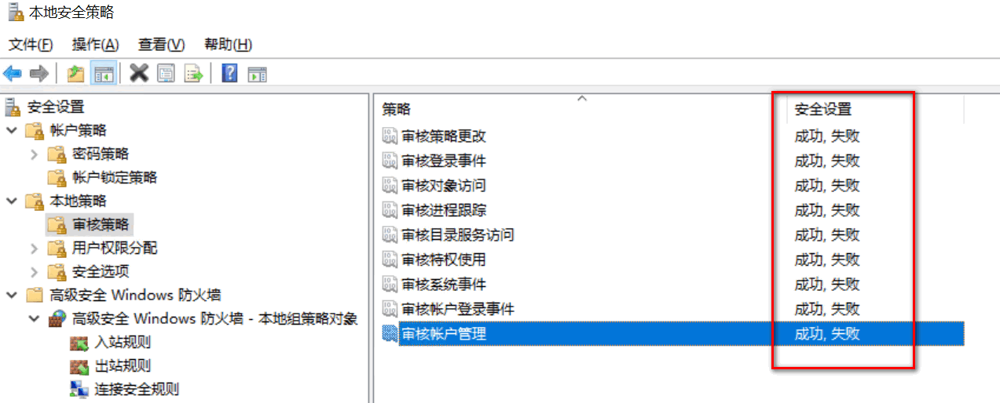 本地安全策略
文件(F) 操作(A) 查看(V) 帮助(H)
安全设置
帐户策略
密码策略
帐户锁定策略
本地策略
审核策略
用户权限分配
安全选项
高级安全 Windows 防火墙
高级安全 Windows 防火墙 - 本地组策略对象
入站规则
出站规则
连接安全规则
策略 安全设置
审核策略更改 成功, 失败
审核登录事件 成功, 失败
审核对象访问 成功, 失败
审核进程跟踪 成功, 失败
审核目录服务访问 成功, 失败
审核特权使用 成功, 失败
审核系统事件 成功, 失败
审核帐户登录事件 成功, 失败
审核帐户管理 成功, 失败